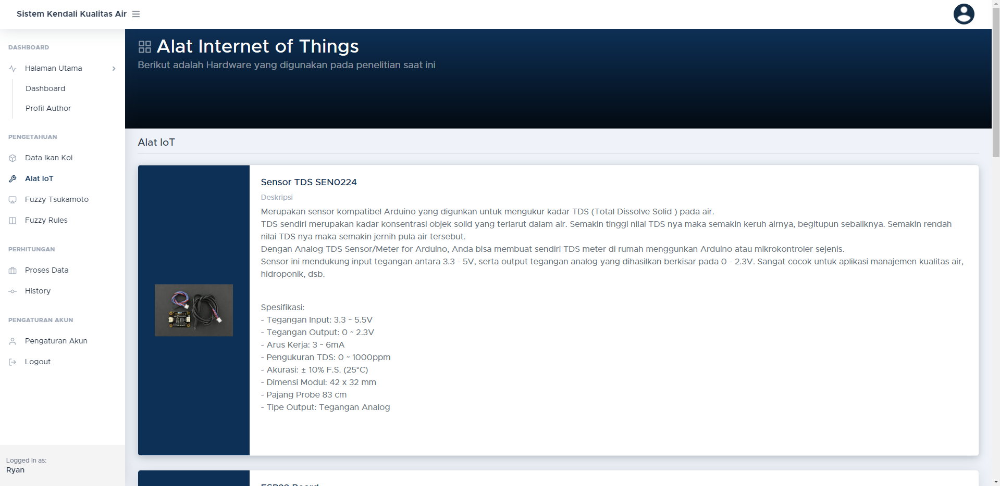 Sistem Kendali Kualitas Air
DASHBOARD
Halaman Utama
Dashboard
Profil Author
PENGETAHUAN
Data Ikan Koi
Alat IoT
Fuzzy Tsukamoto
Fuzzy Rules
PERHITUNGAN
Proses Data
History
PENGATURAN AKUN
Pengaturan Akun
Logout
Logged in as:
Ryan
Alat Internet of Things
Berikut adalah Hardware yang digunakan pada penelitian saat ini
Alat IoT
Sensor TDS SEN0224
Deskripsi
Merupakan sensor kompatibel Arduino yang digunkan untuk mengukur kadar TDS (Total Dissolve Solid ) pada air.
TDS sendiri merupakan kadar konsentrasi objek solid yang terlarut dalam air. Semakin tinggi nilai TDS nya maka semakin keruh airnya, begitupun sebaliknya. Semakin rendah
nilai TDS nya maka semakin jernih pula air tersebut.
Dengan Analog TDS Sensor/Meter for Arduino, Anda bisa membuat sendiri TDS meter di rumah menggunkan Arduino atau mikrokontroler sejenis.
Sensor ini mendukung input tegangan antara 3.3 - 5V, serta output tegangan analog yang dihasilkan berkisar pada 0 - 2.3V. Sangat cocok untuk aplikasi manajemen kualitas air,
hidroponik, dsb.
Spesifikasi:
- Tegangan Input: 3.3 ~ 5.5V
- Tegangan Output: 0 ~ 2.3V
- Arus Kerja: 3 ~ 6mA
- Pengukuran TDS: 0 ~ 1000ppm
- Akurasi: ± 10% F.S. (25°C)
- Dimensi Modul: 42 x 32 mm
- Pajang Probe 83 cm
- Tipe Output: Tegangan Analog